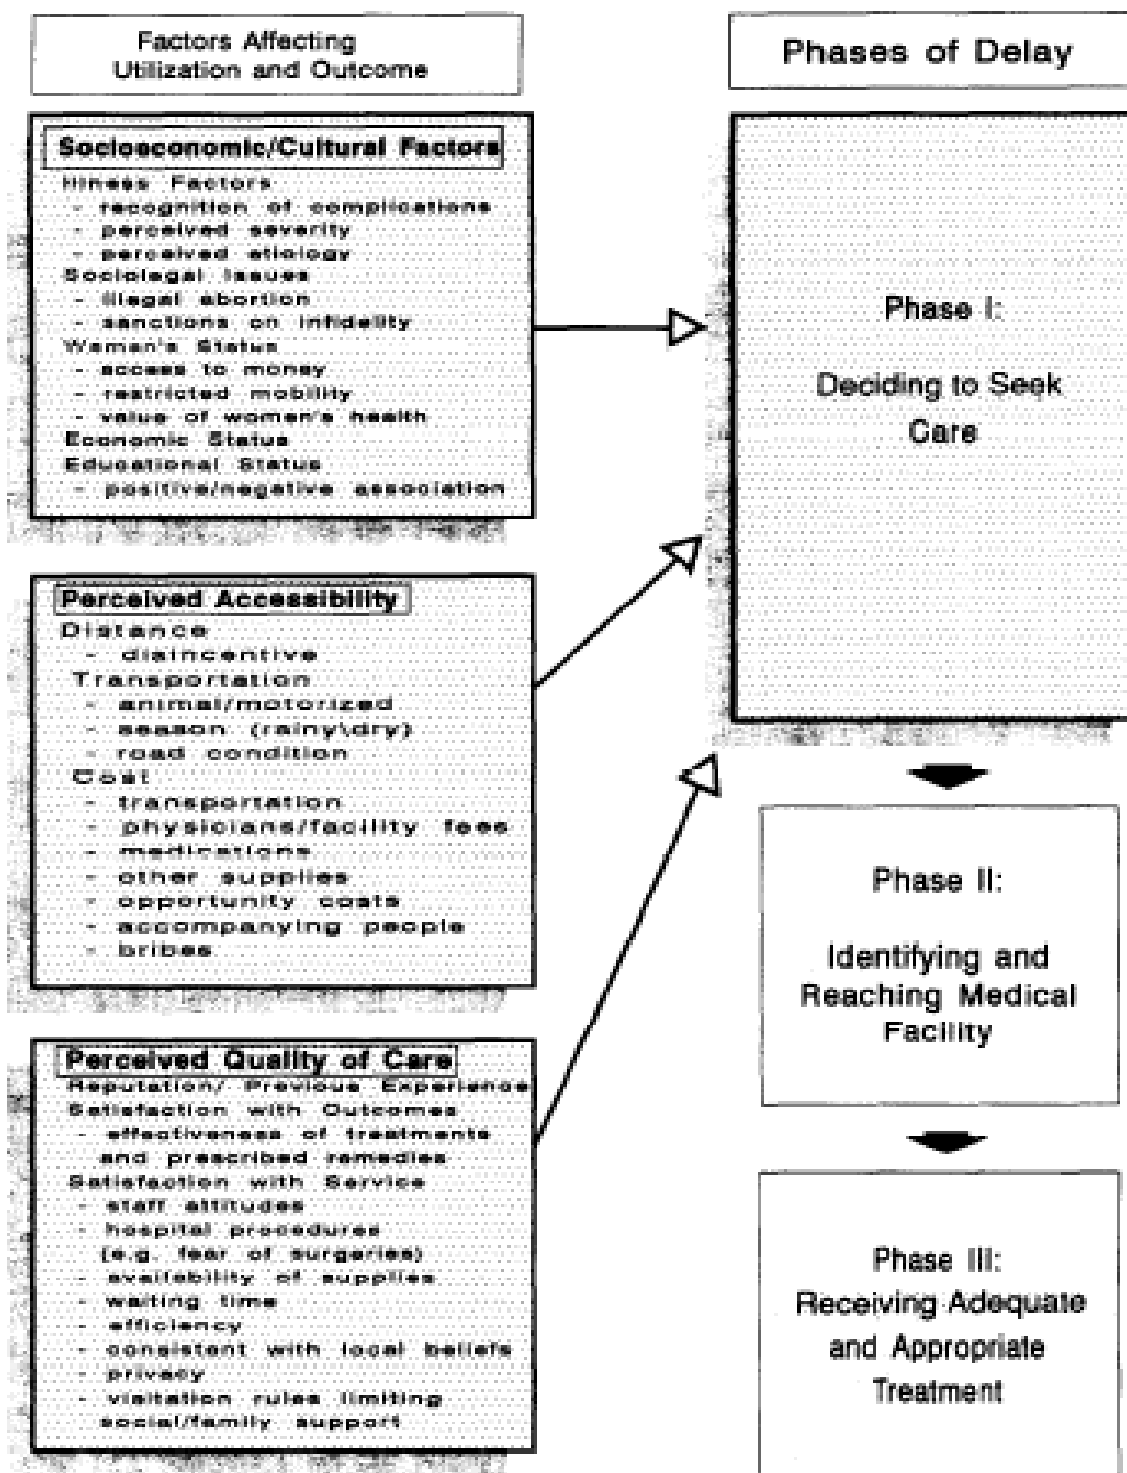 Factors Affecting
Utilization and Outcome
Socioeconomic/Cultural Factors
Illness Factors
- recognition of complications
- perceived severity
- perceived etiology
Sociolegal Issues
- illegal abortion
- sanctions on infidelity
Woman's Status
- access to money
- restricted mobility
- value of women's health
Economic Status
Educational Status
- positive/negative association
Perceived Accessibility
Distance
- disincentive
Transportation
- animal/motorized
- season (rainy\dry)
- road condition
Cost
- transportation
- physicians/facility fees
- medications
- other supplies
- opportunity costs
- accompanying people
- bribes
Perceived Quality of Care
Reputation/ Previous Experience
Satisfaction with Outcomes
- effectiveness of treatments
and prescribed remedies
Satisfaction with Service
- staff attitudes
- hospital procedures
(e.g. fear of surgeries)
- availability of supplies
- waiting time
- efficiency
- consistent with local beliefs
- privacy
- visitation rules limiting
social/family support
Phases of Delay
Phase I:
Deciding to Seek
Care
Phase II:
Identifying and
Reaching Medical
Facility
Phase III:
Receiving Adequate
and Appropriate
Treatment